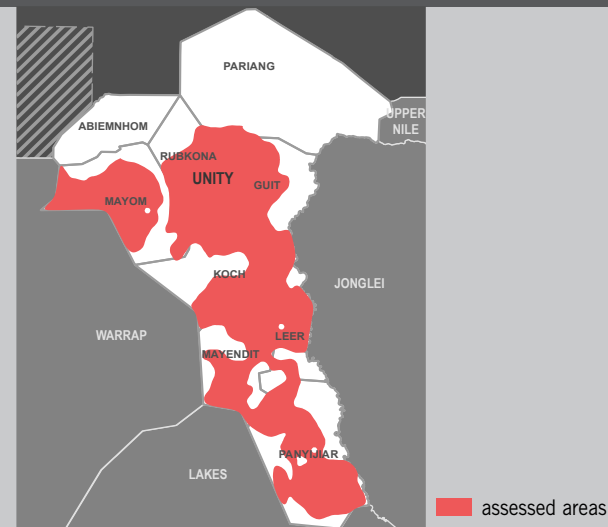 PARIANG
UPPER
NILE
ABIEMNHOM
RUBKONA
UNITY
GUIT
MAYOM
KOCH
JONGLEI
WARRAP
LEER
MAYENDIT
PANYIJIAR
LAKES
assessed areas